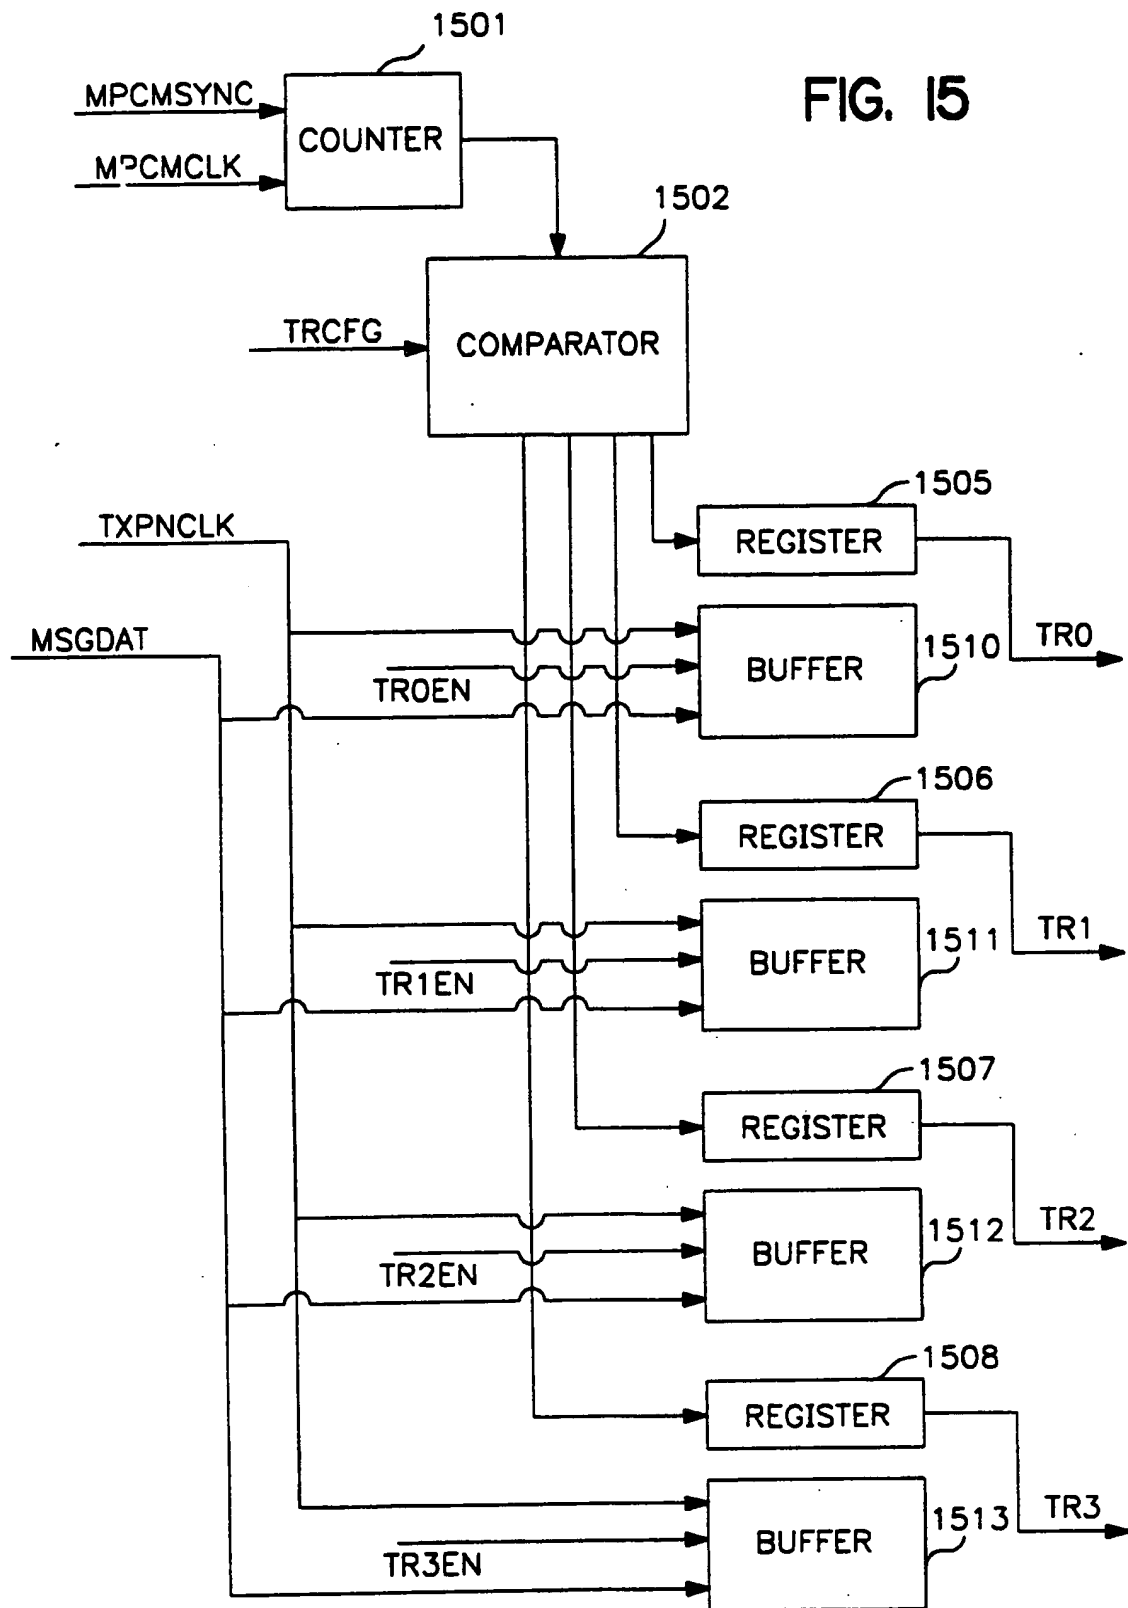 1501
FIG. 15
MPCMSYNC
COUNTER
MPCMCLK
1502
TRCFG
COMPARATOR
1505
TXPNCLK
REGISTER
MSGDAT
TR0
1510
BUFFER
TR0EN
1506
REGISTER
TR1
1511
BUFFER
TR1EN
1507
REGISTER
TR2
1512
BUFFER
TR2EN
1508
REGISTER
TR3
1513
BUFFER
TR3EN